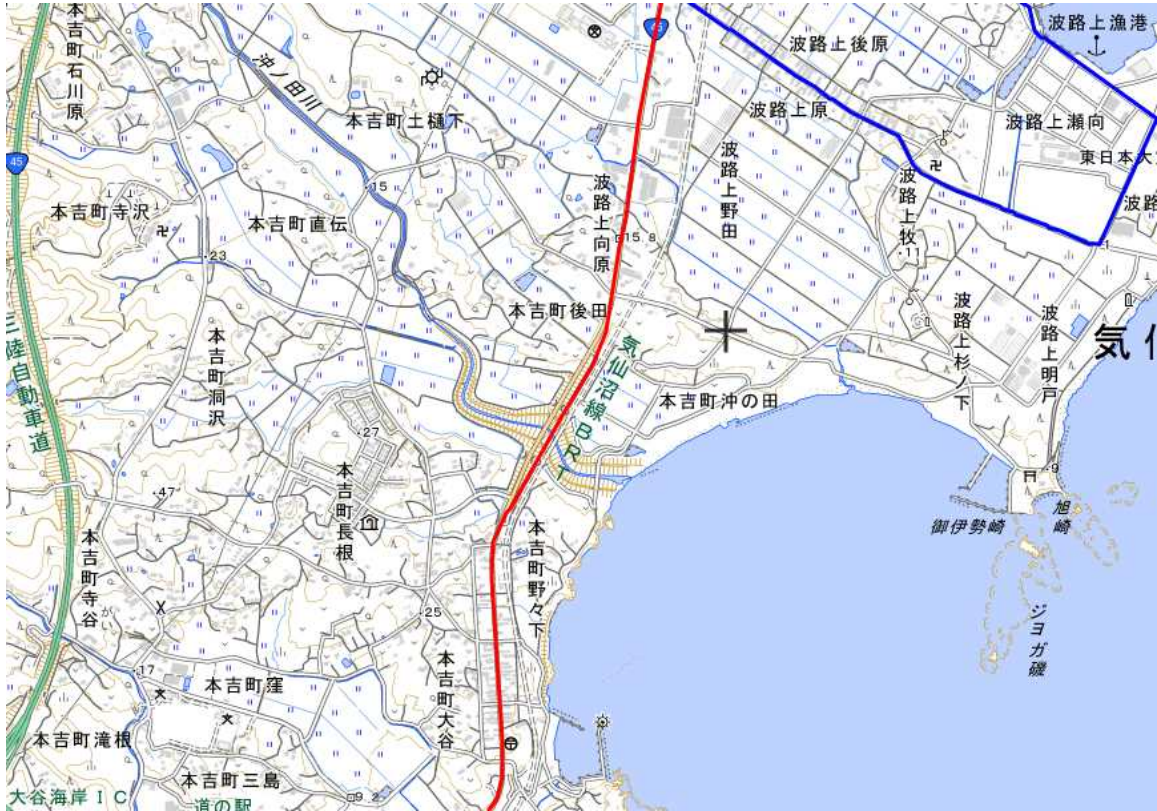 本吉町石川原
沖ノ田川
45
波路上漁港
波路上後原
波路上原
波路上瀬向
本吉町土樋下
東日本大
45
波路上向原
波路上野田
波路上牧
波路
15
本吉町寺沢
本吉町直伝
15.8
11
1
23
本吉町後田
波路上杉ノ下
波路上明戸
三陸自動車道
本吉町洞沢
気仙沼線BRT
気
本吉町沖の田
27
47
本吉町長根
9
御伊勢崎
旭崎
本吉町寺谷
がい
本吉町野々下
25
ジョガ磯
17
本吉町窪
本吉町大谷
文
文
本吉町滝根
本吉町三島
大谷海岸IC
道の駅
9.2